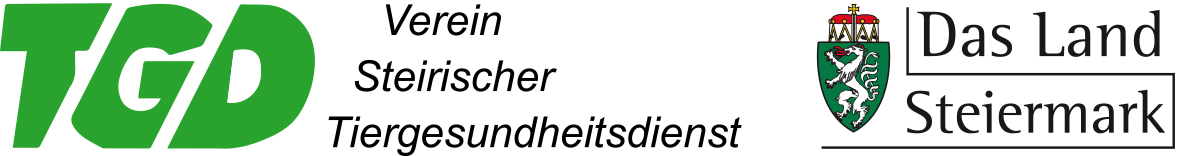 TGD
Verein
Steirischer
Tiergesundheitsdienst
Das Land
Steiermark